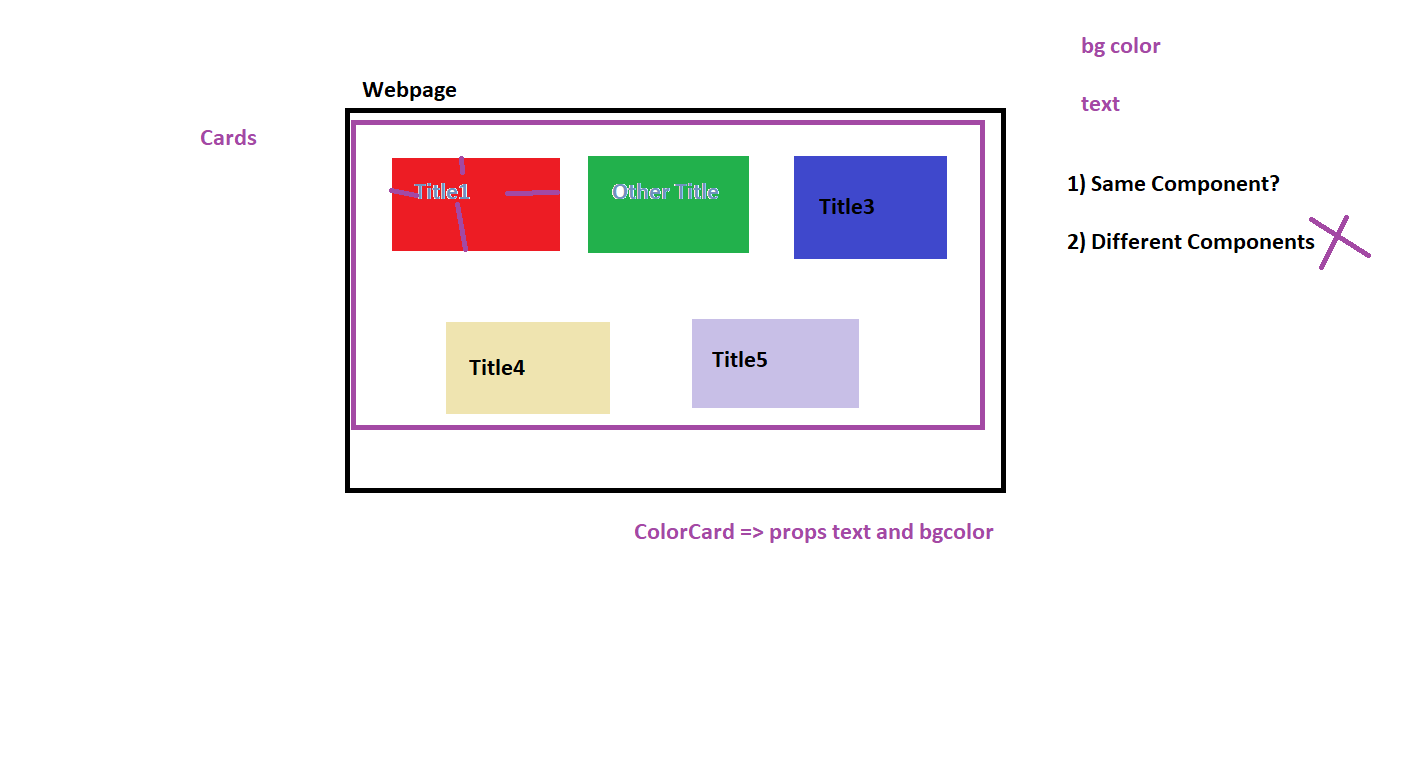 bg color
Webpage
text
Cards
Title1
Other Title
Title3
1) Same Component?
2) Different Components
Title4
Title5
ColorCard => props text and bgcolor